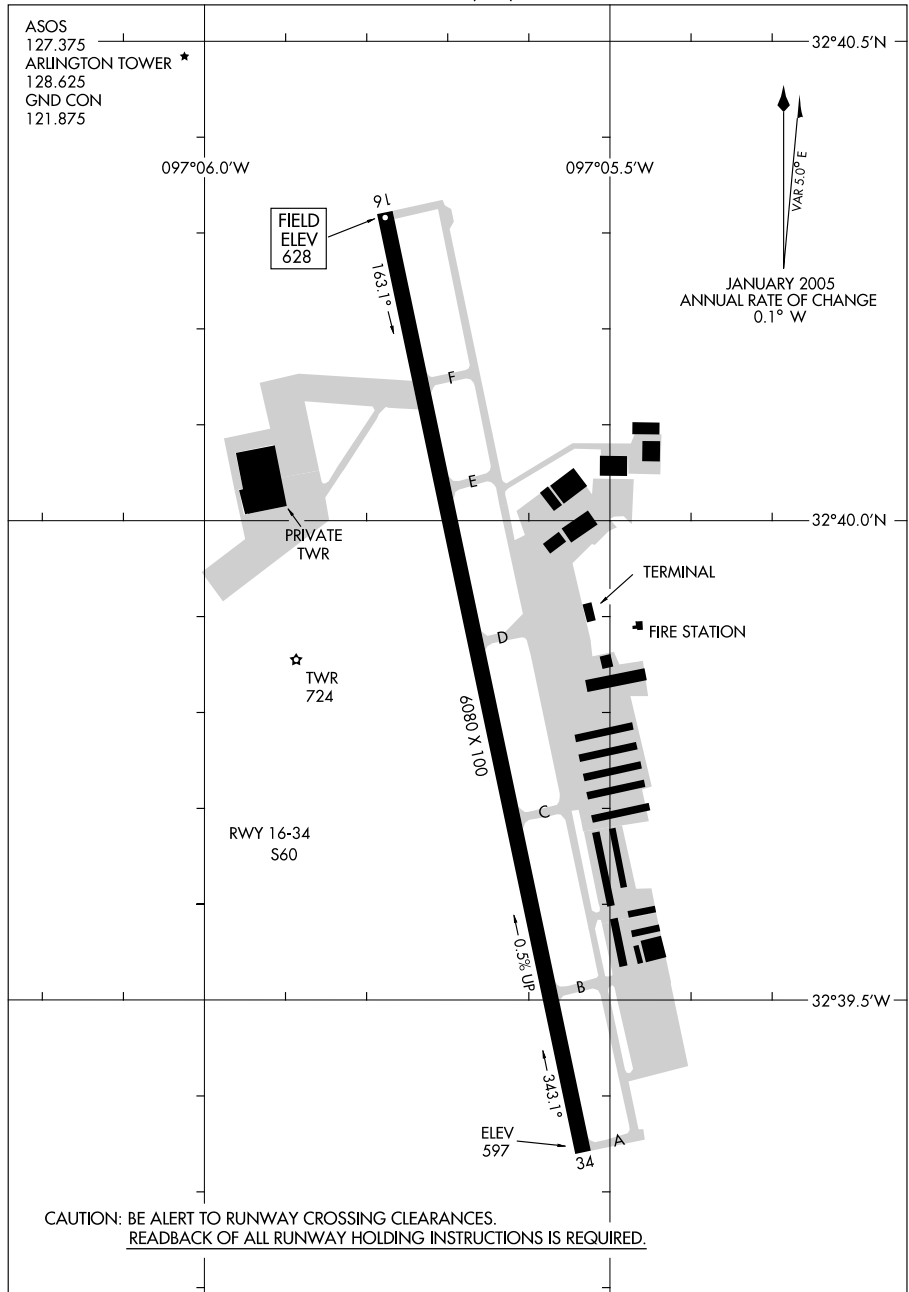 ASOS
127.375
ARLINGTON TOWER
128.625
GND CON
121.875
32°40.5'N
097°06.0'W
097°05.5'W
VAR 5.0° E
JANUARY 2005
ANNUAL RATE OF CHANGE
0.1° W
16
FIELD
ELEV
628
163.1°
F
E
PRIVATE
TWR
32°40.0'N
TERMINAL
FIRE STATION
D
TWR
724
6080 X 100
C
RWY 16-34
S60
0.5% UP
B
32°39.5'W
343.1°
ELEV
597
A
34
CAUTION: BE ALERT TO RUNWAY CROSSING CLEARANCES.
READBACK OF ALL RUNWAY HOLDING INSTRUCTIONS IS REQUIRED.